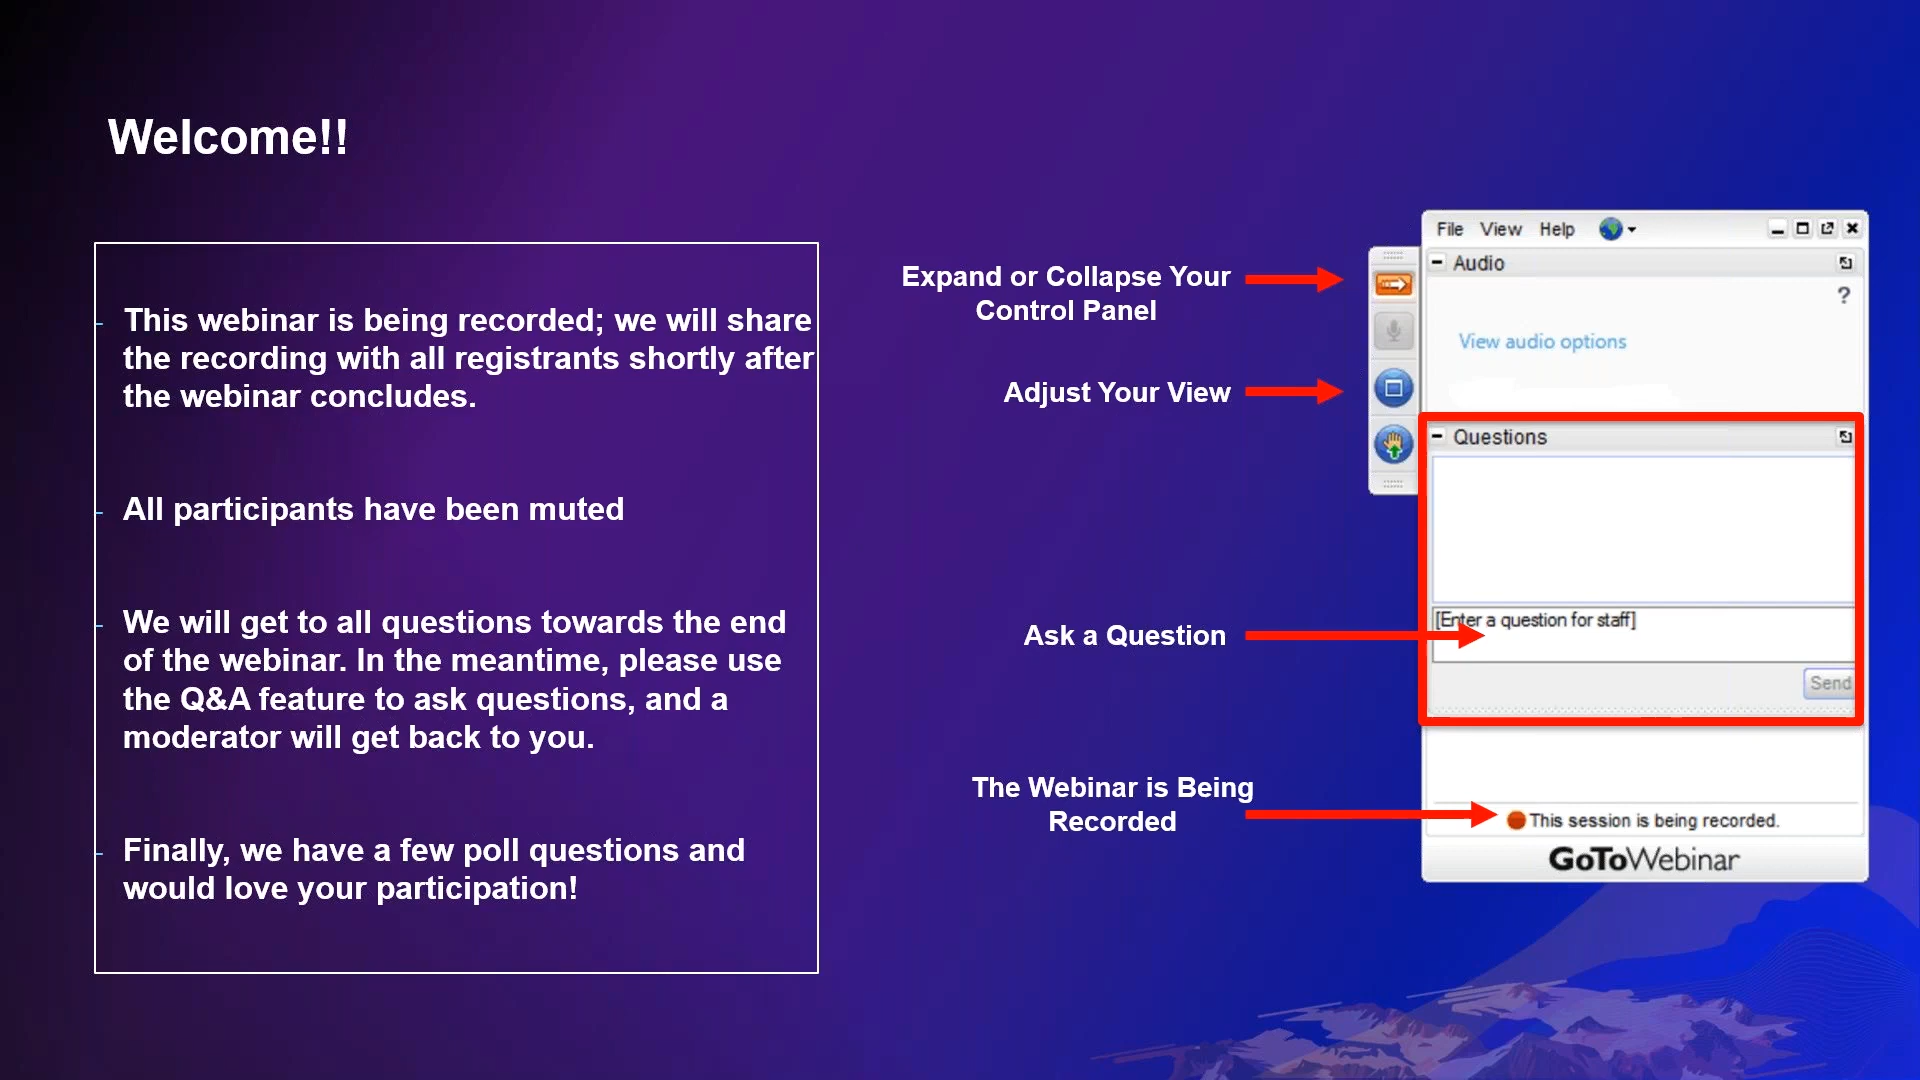 Welcome!!
- This webinar is being recorded; we will share
the recording with all registrants shortly after
the webinar concludes.
- All participants have been muted
- We will get to all questions towards the end
of the webinar. In the meantime, please use
the Q&A feature to ask questions, and a
moderator will get back to you.
- Finally, we have a few poll questions and
would love your participation!
Expand or Collapse Your
Control Panel
Adjust Your View
Ask a Question
The Webinar is Being
Recorded
File View Help
Audio
?
View audio options
Questions
[Enter a question for staff]
Send
This session is being recorded.
GoToWebinar